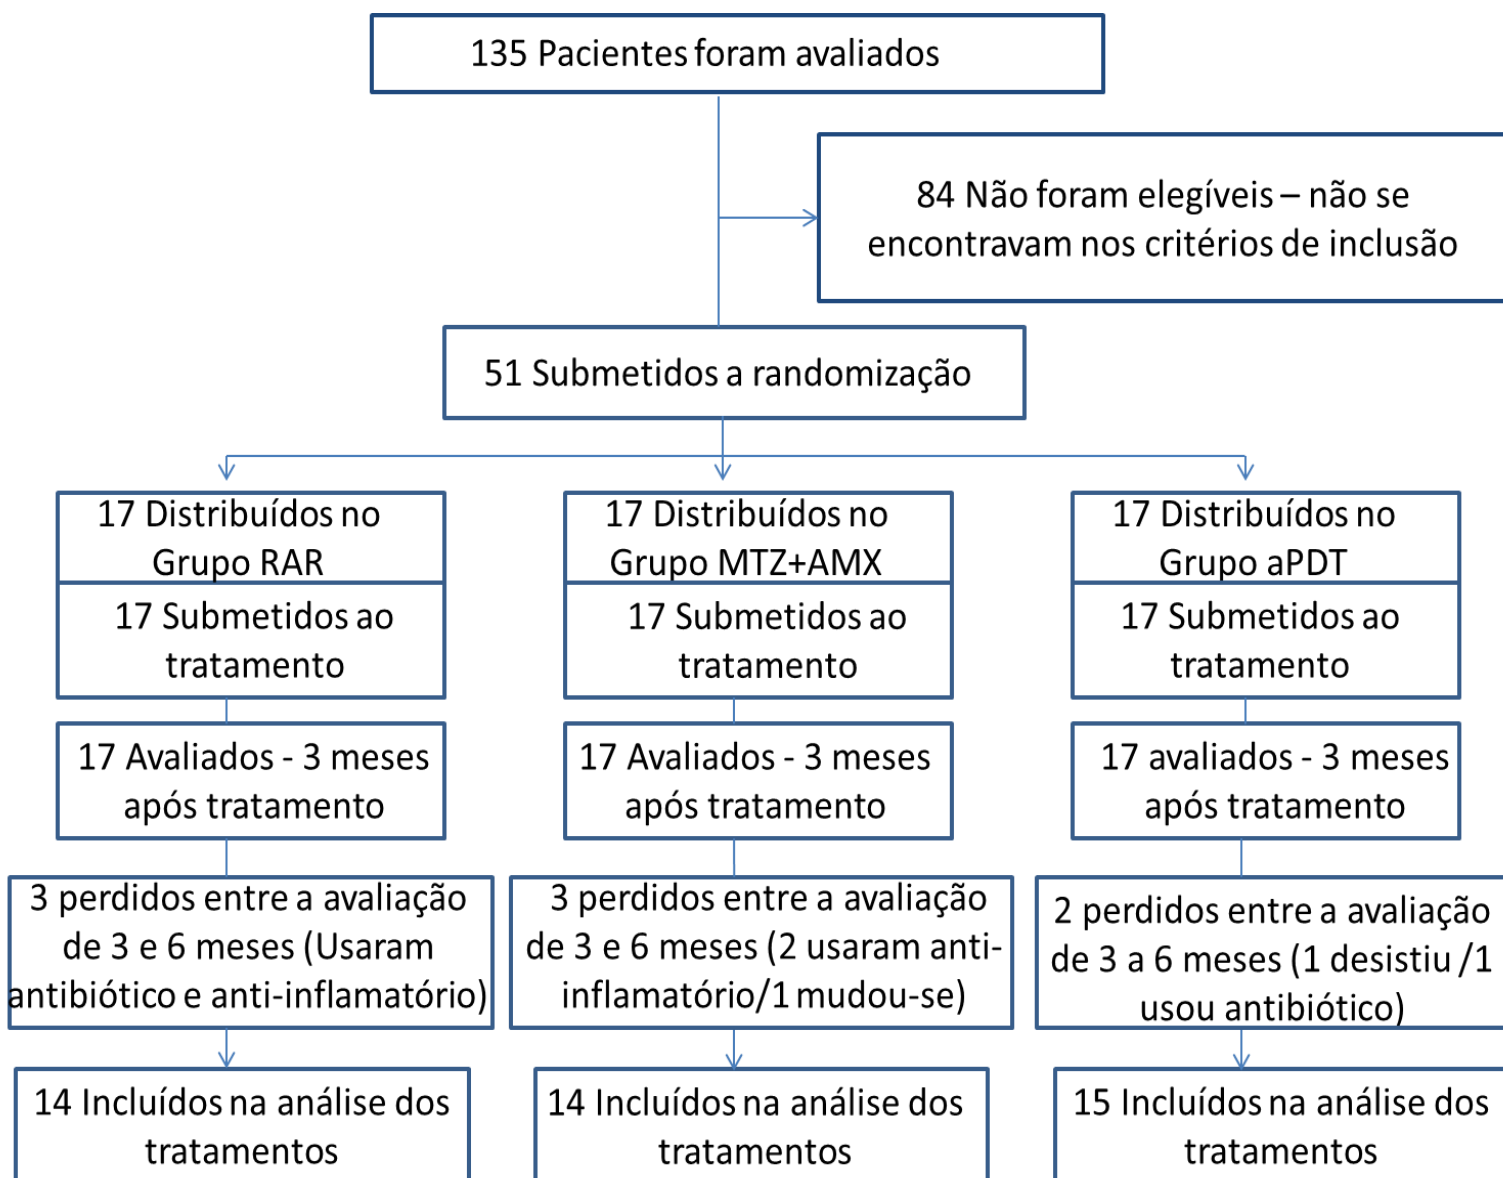 135 Pacientes foram avaliados
84 Não foram elegíveis – não se
encontravam nos critérios de inclusão
51 Submetidos a randomização
17 Distribuídos no
Grupo RAR
17 Submetidos ao
tratamento
17 Avaliados - 3 meses
após tratamento
3 perdidos entre a avaliação
de 3 e 6 meses (Usaram
antibiótico e anti-inflamatório)
14 Incluídos na análise dos
tratamentos
17 Distribuídos no
Grupo MTZ+AMX
17 Submetidos ao
tratamento
17 Avaliados - 3 meses
após tratamento
3 perdidos entre a avaliação
de 3 e 6 meses (2 usaram anti-
inflamatório/1 mudou-se)
14 Incluídos na análise dos
tratamentos
17 Distribuídos no
Grupo aPDT
17 Submetidos ao
tratamento
17 avaliados - 3 meses
após tratamento
2 perdidos entre a avaliação
de 3 a 6 meses (1 desistiu /1
usou antibiótico)
15 Incluídos na análise dos
tratamentos